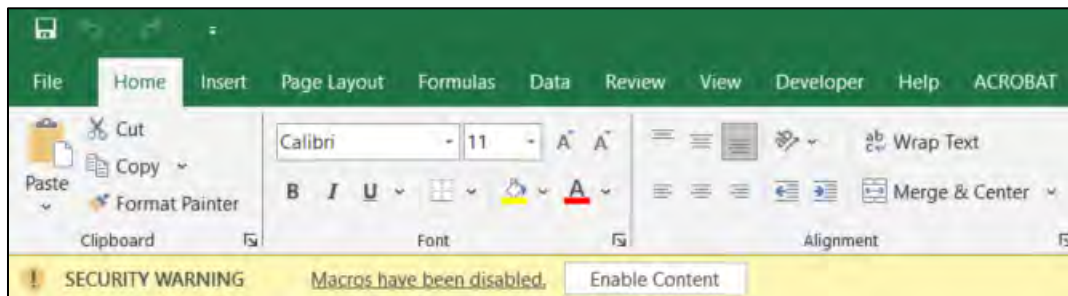 File Home Insert Page Layout Formulas Data Review View Developer Help ACROBAT
Cut
Copy
Format Painter
Paste
Calibri 11 A A ab Wrap Text
B I U A Merge & Center
Clipboard Font Alignment
SECURITY WARNING Macros have been disabled. Enable Content